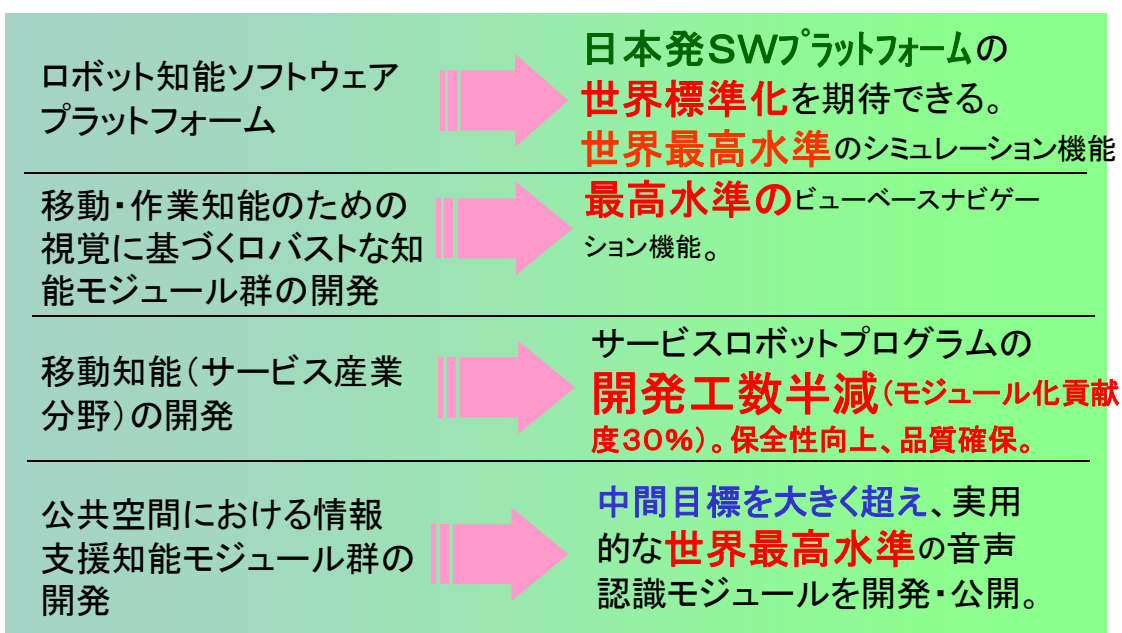 ロボット知能ソフトウェア
プラットフォーム
日本発SWﾌﾟﾗｯﾄﾌｫｰﾑの
世界標準化を期待できる。
世界最高水準のシミュレーション機能
移動・作業知能のための
視覚に基づくロバストな知
能モジュール群の開発
最高水準のビューベースナビゲー
ション機能。
移動知能（サービス産業
分野）の開発
サービスロボットプログラムの
開発工数半減（モジュール化貢献
度30%）。保全性向上、品質確保。
公共空間における情報
支援知能モジュール群の
開発
中間目標を大きく超え、実用
的な世界最高水準の音声
認識モジュールを開発・公開。